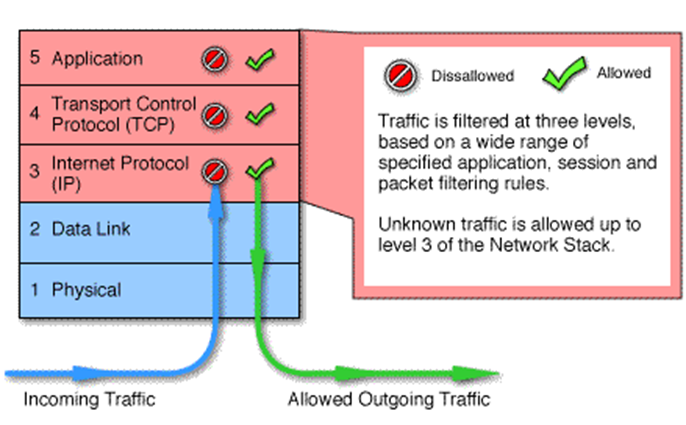 5 Application
4 Transport Control
Protocol (TCP)
3 Internet Protocol
(IP)
2 Data Link
1 Physical
Incoming Traffic
Allowed Outgoing Traffic
Dissallowed
Allowed
Traffic is filtered at three levels,
based on a wide range of
specified application, session and
packet filtering rules.
Unknown traffic is allowed up to
level 3 of the Network Stack.